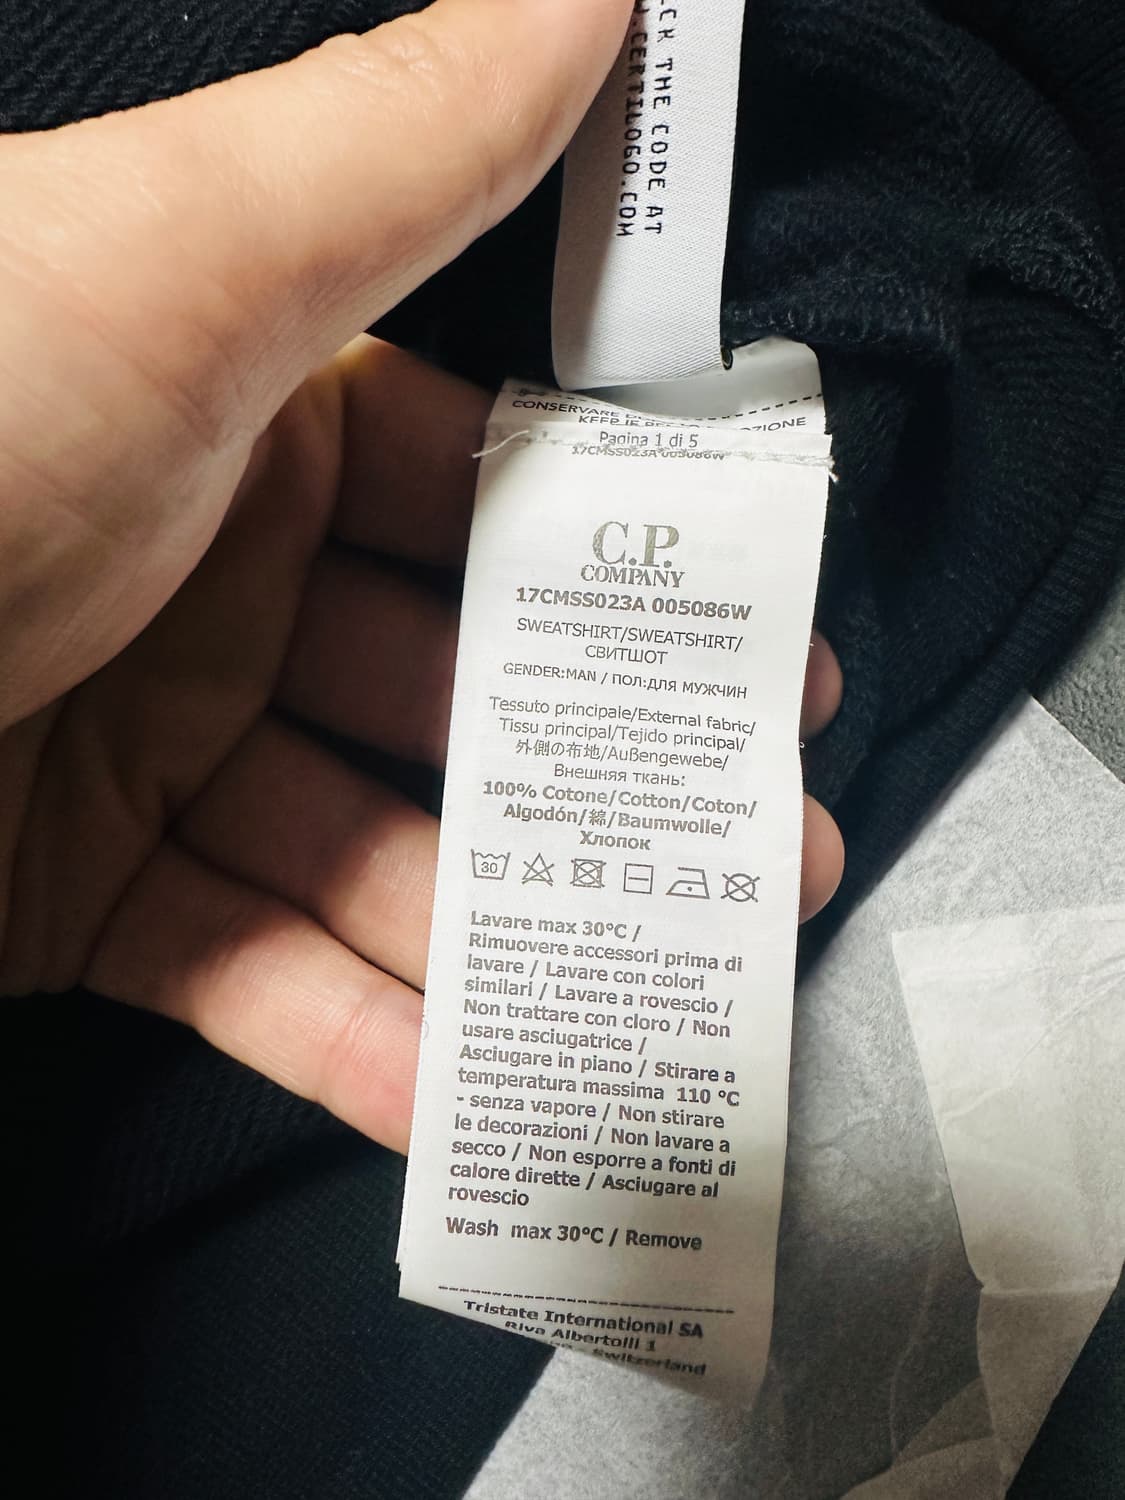 CK THE CODE AT
.CERTILOGO.COM
CONSERVARE
KEEP
Pagina 1 di 5
17CMSS023A 005086W
C.P.
COMPANY
17CMSS023A 005086W
SWEATSHIRT/SWEATSHIRT/
СВИТШОТ
GENDER:MAN / ПОЛ:ДЛЯ МУЖЧИН
Tessuto principale/External fabric/
Tissu principal/Tejido principal/
外側の布地/Außengewebe/
Внешняя ткань:
100% Cotone/Cotton/Coton/
Algodón/綿/Baumwolle/
Хлопок
30
Lavare max 30°C /
Rimuovere accessori prima di
lavare / Lavare con colori
similari / Lavare a rovescio /
Non trattare con cloro / Non
usare asciugatrice /
Asciugare in piano / Stirare a
temperatura massima 110 °C
- senza vapore / Non stirare
le decorazioni / Non lavare a
secco / Non esporre a fonti di
calore dirette / Asciugare al
rovescio
Wash max 30°C / Remove
Tristate International SA
Riva Albertolli 1
- Switzerland